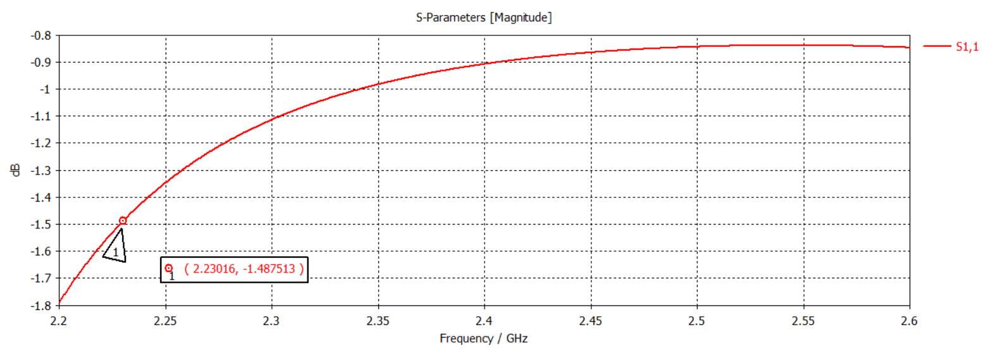 S-Parameters [Magnitude]
-0.8
-0.9
-1
-1.1
-1.2
-1.3
-1.4
-1.5
-1.6
-1.7
-1.8
dB
S1,1
1
1 ( 2.23016, -1.487513 )
2.2 2.25 2.3 2.35 2.4 2.45 2.5 2.55 2.6
Frequency / GHz